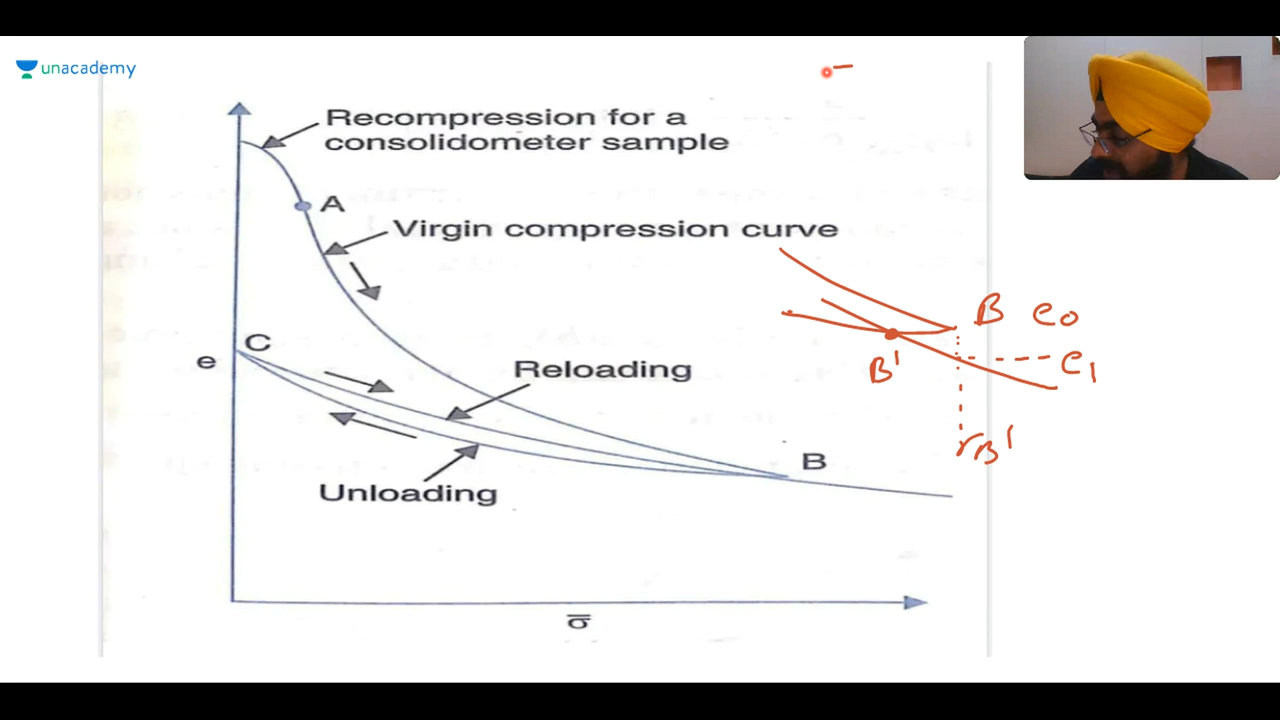 unacademy
Recompression for a
consolidometer sample
A
Virgin compression curve
B e0
C
e
Reloading
B' e1
B
σB'
Unloading
σ̅